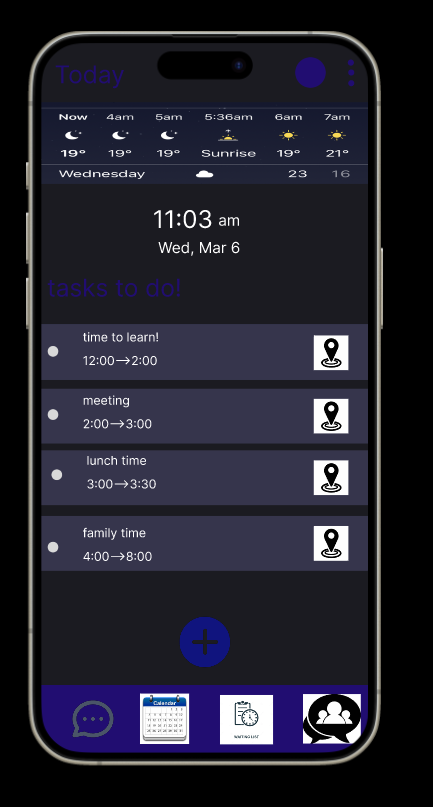 Today
Now 4am 5am 5:36am 6am 7am
19° 19° 19° Sunrise 19° 21°
Wednesday 23 16
11:03 am
Wed, Mar 6
tasks to do!
time to learn!
12:00→2:00
meeting
2:00→3:00
lunch time
3:00→3:30
family time
4:00→8:00
Calendar
WAITING LIST